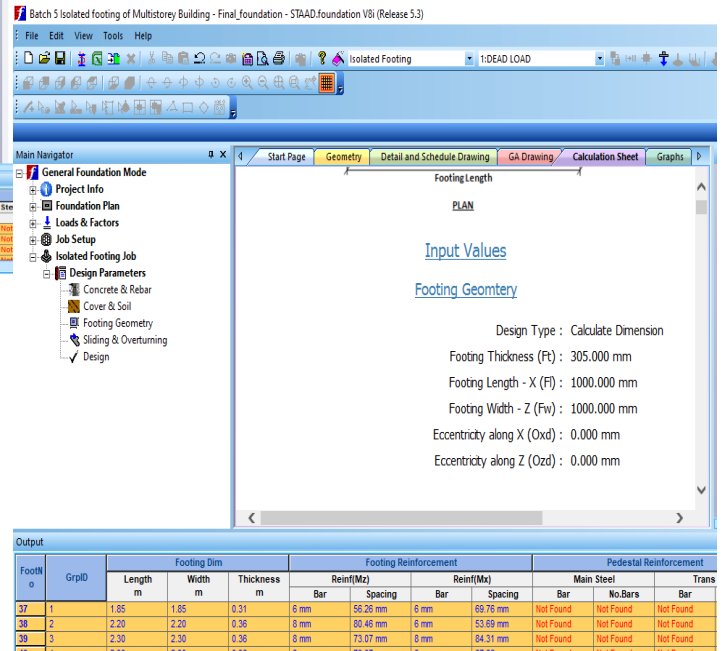 Batch 5 Isolated footing of Multistorey Building - Final_foundation - STAAD.foundation V8i (Release 5.3)
File Edit View Tools Help
Isolated Footing 1:DEAD LOAD
Main Navigator
Start Page Geometry Detail and Schedule Drawing GA Drawing Calculation Sheet Graphs
General Foundation Mode
Project Info
Foundation Plan
Loads & Factors
Job Setup
Isolated Footing Job
Design Parameters
Concrete & Rebar
Cover & Soil
Footing Geometry
Sliding & Overturning
Design
Ste
Not
Not
Not
Footing Length
PLAN
Input Values
Footing Geomtery
Design Type : Calculate Dimension
Footing Thickness (Ft) : 305.000 mm
Footing Length - X (Fl) : 1000.000 mm
Footing Width - Z (Fw) : 1000.000 mm
Eccentricity along X (Oxd) : 0.000 mm
Eccentricity along Z (Ozd) : 0.000 mm
Output
FootN o GrpID Footing Dim Footing Reinforcement Pedestal Reinforcement
Length m Width m Thickness m Reinf(Mz) Reinf(Mx) Main Steel Trans
Bar Spacing Bar Spacing Bar No.Bars Bar
37 1 1.85 1.85 0.31 6 mm 56.26 mm 6 mm 69.76 mm Not Found Not Found Not Found
38 2 2.20 2.20 0.36 8 mm 80.46 mm 6 mm 53.69 mm Not Found Not Found Not Found
39 3 2.30 2.30 0.36 8 mm 73.07 mm 8 mm 84.31 mm Not Found Not Found Not Found